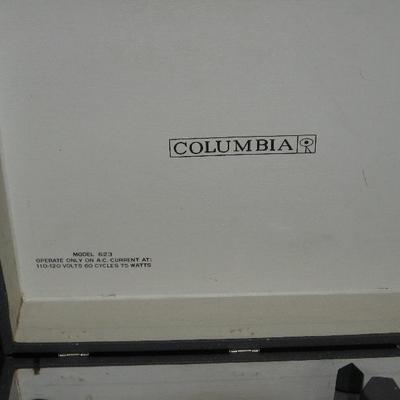 COLUMBIA
MODEL 623
OPERATE ONLY ON A.C. CURRENT AT:
110-120 VOLTS 60 CYCLES 75 WATTS